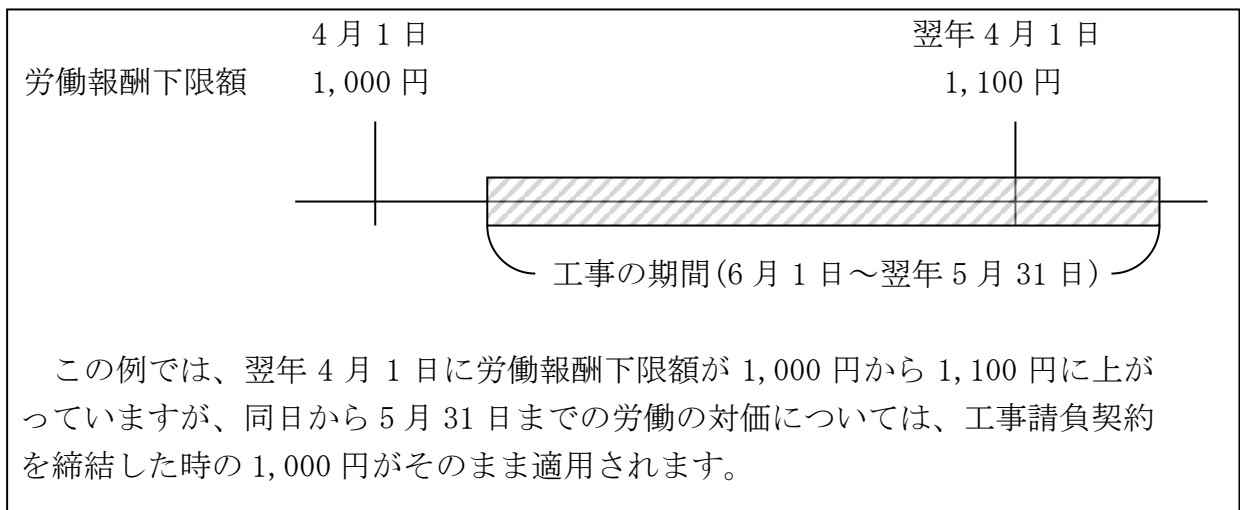 4月1日 翌年4月1日
労働報酬下限額 1,000円 1,100円
工事の期間(6月1日～翌年5月31日)
この例では、翌年4月1日に労働報酬下限額が1,000円から1,100円に上が
っていますが、同日から5月31日までの労働の対価については、工事請負契約
を締結した時の1,000円がそのまま適用されます。